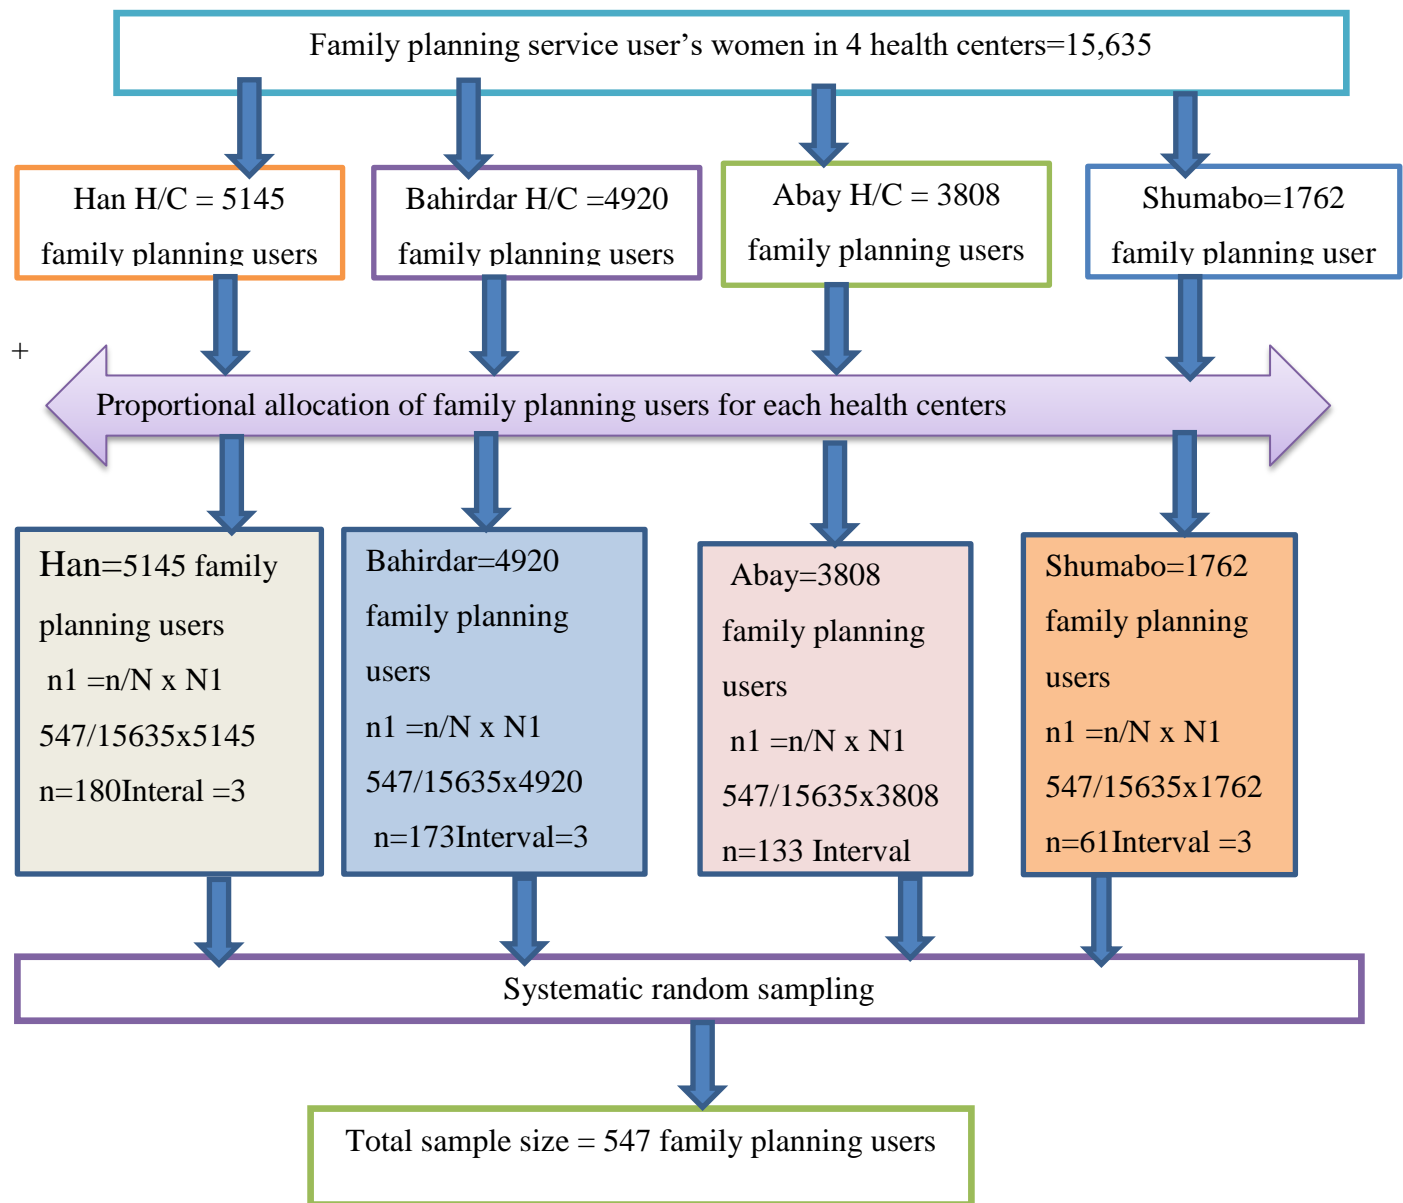 Family planning service user’s women in 4 health centers=15,635
Han H/C = 5145
family planning users
Bahirdar H/C =4920
family planning users
Abay H/C = 3808
family planning users
Shumabo=1762
family planning user
+
Proportional allocation of family planning users for each health centers
Han=5145 family
planning users
n1 =n/N x N1
547/15635x5145
n=180Interal =3
Bahirdar=4920
family planning
users
n1 =n/N x N1
547/15635x4920
n=173Interval=3
Abay=3808
family planning
users
n1 =n/N x N1
547/15635x3808
n=133 Interval
Shumabo=1762
family planning
users
n1 =n/N x N1
547/15635x1762
n=61Interval =3
Systematic random sampling
Total sample size = 547 family planning users